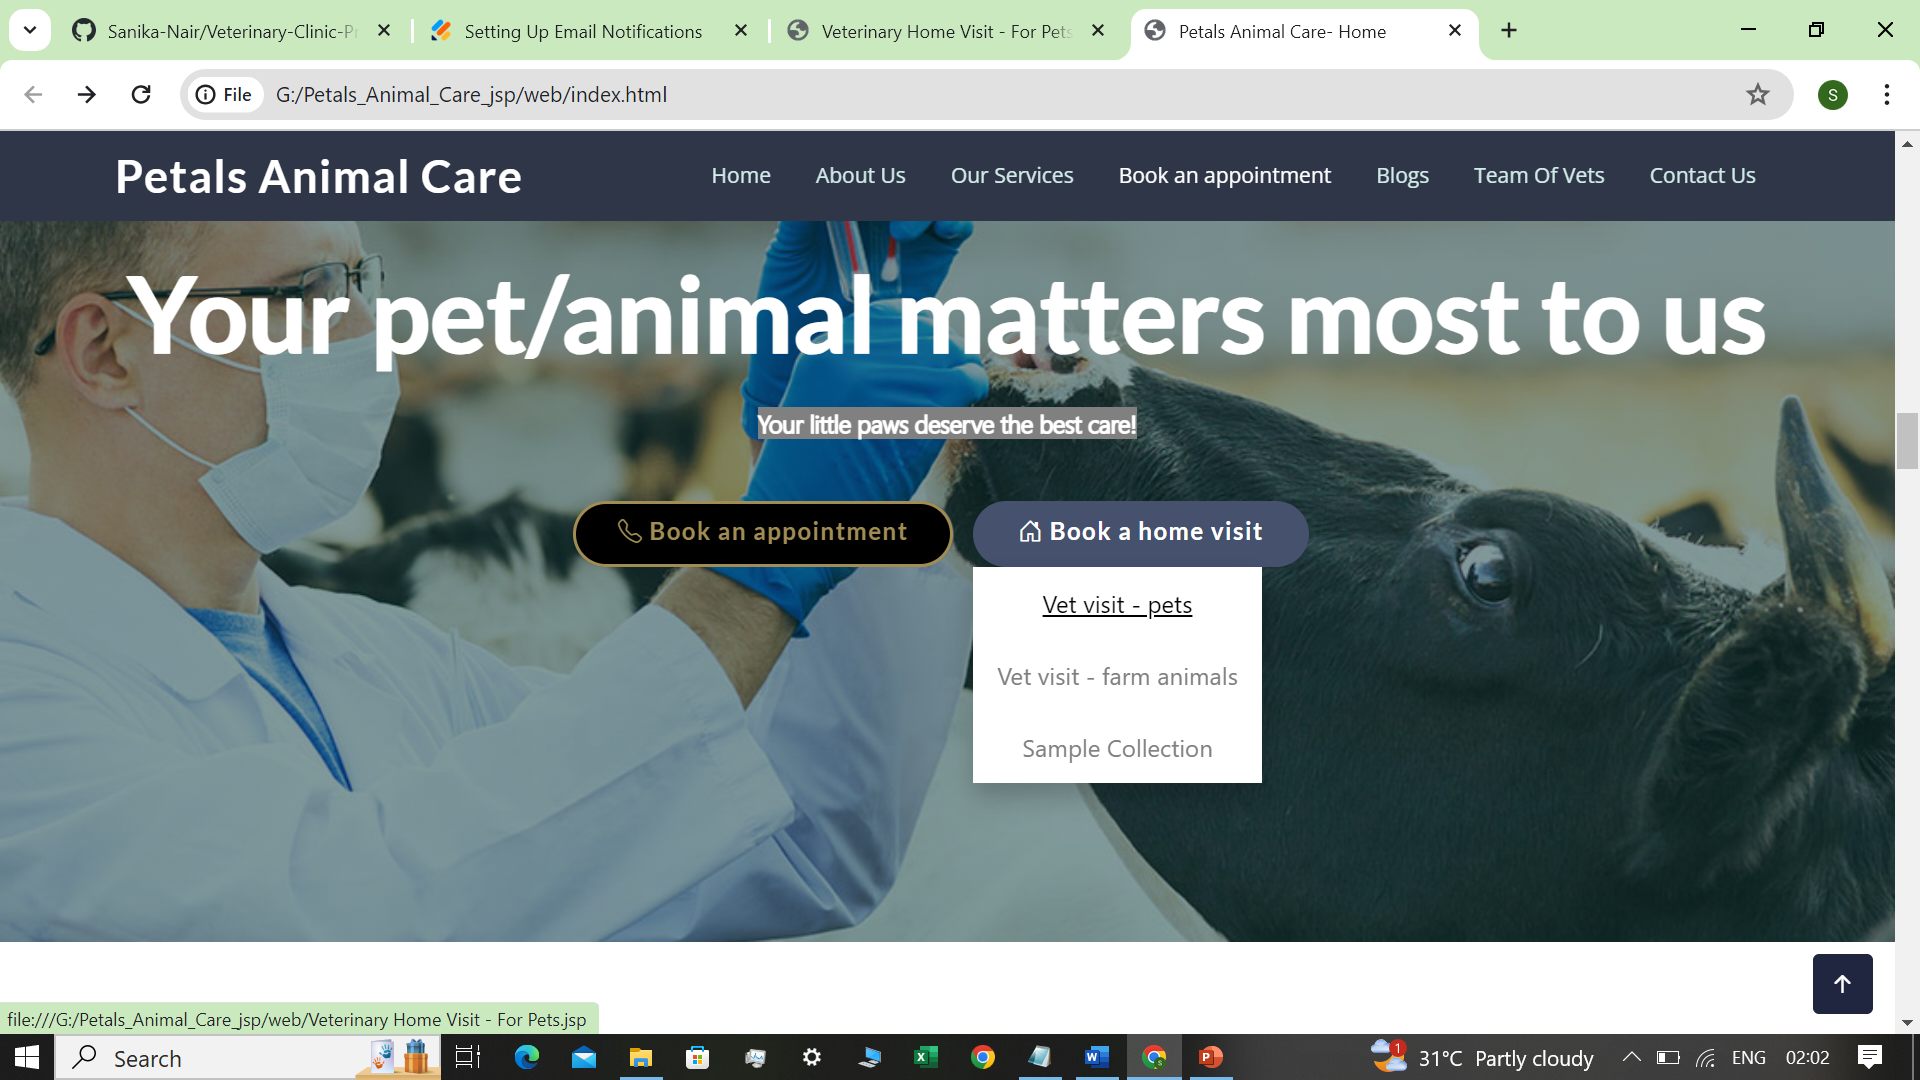 Sanika-Nair/Veterinary-Clinic-Pr
Setting Up Email Notifications
Veterinary Home Visit - For Pets
Petals Animal Care- Home
File
G:/Petals_Animal_Care_jsp/web/index.html
S
Petals Animal Care
Home
About Us
Our Services
Book an appointment
Blogs
Team Of Vets
Contact Us
Your pet/animal matters most to us
Your little paws deserve the best care!
Book an appointment
Book a home visit
Vet visit - pets
Vet visit - farm animals
Sample Collection
file:///G:/Petals_Animal_Care_jsp/web/Veterinary Home Visit - For Pets.jsp
Search
1
31°C Partly cloudy
ENG
02:02